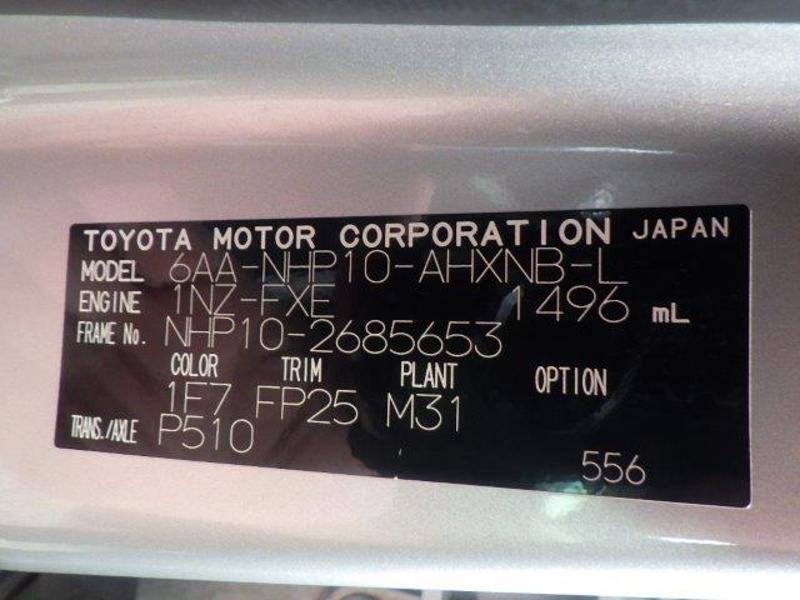 TOYOTA MOTOR CORPORATION JAPAN
MODEL 6AA-NHP10-AHXNB-L
ENGINE 1NZ-FXE 1496 mL
FRAME No. NHP10-2685653
COLOR TRIM PLANT OPTION
1F7 FP25 M31
TRANS./AXLE P510
556